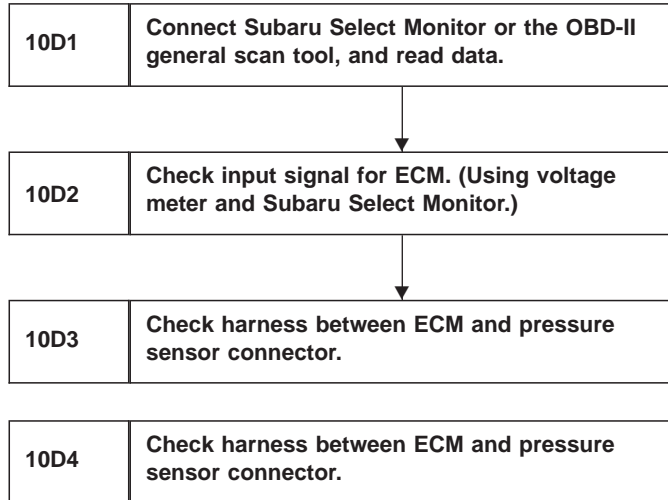 10D1
Connect Subaru Select Monitor or the OBD-II
general scan tool, and read data.
10D2
Check input signal for ECM. (Using voltage
meter and Subaru Select Monitor.)
10D3
Check harness between ECM and pressure
sensor connector.
10D4
Check harness between ECM and pressure
sensor connector.